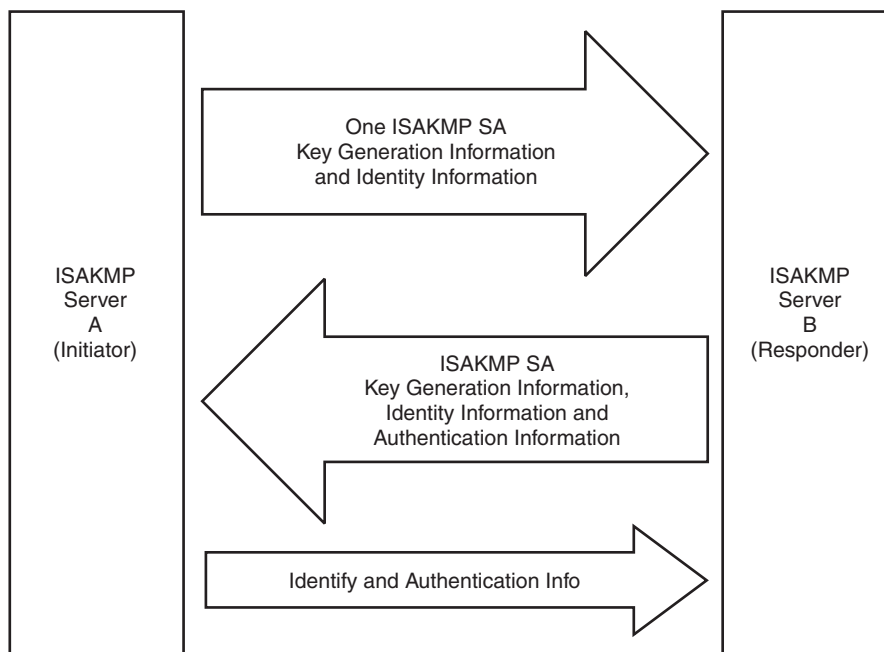 One ISAKMP SA
Key Generation Information
and Identity Information
ISAKMP
Server
A
(Initiator)
ISAKMP
Server
B
(Responder)
ISAKMP SA
Key Generation Information,
Identity Information and
Authentication Information
Identify and Authentication Info